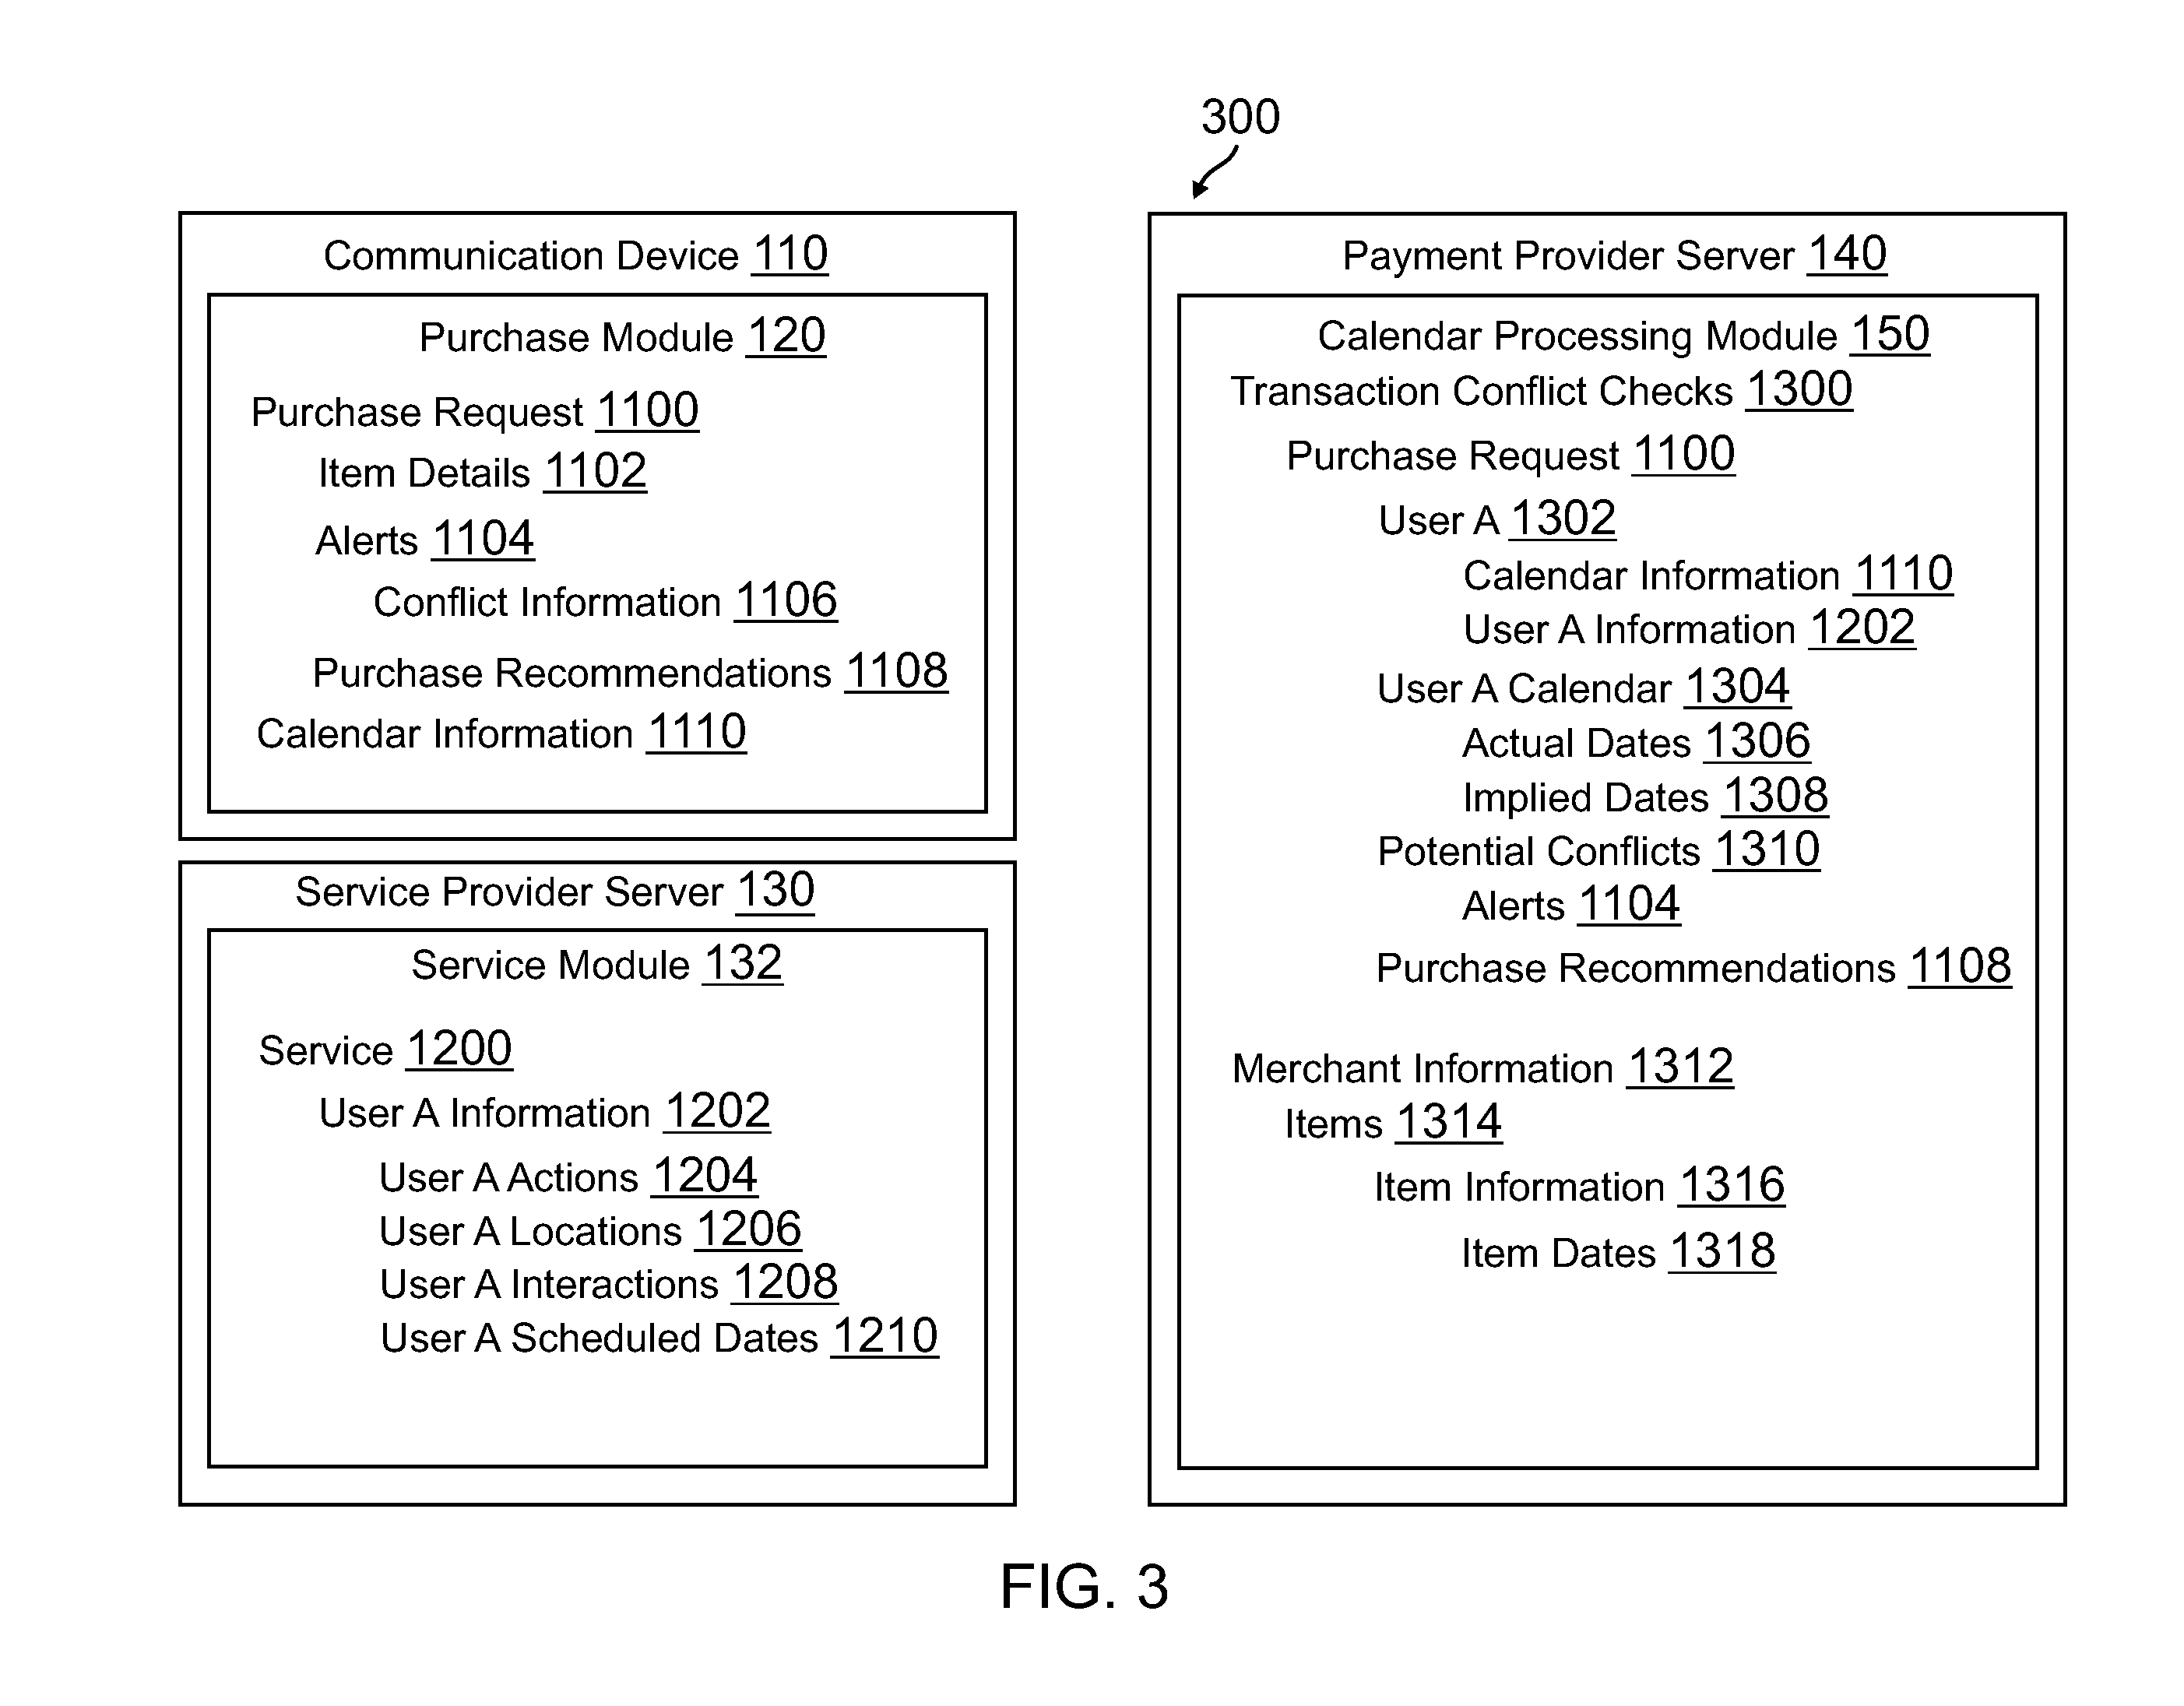 300
Communication Device 110
Purchase Module 120
Purchase Request 1100
Item Details 1102
Alerts 1104
Conflict Information 1106
Purchase Recommendations 1108
Calendar Information 1110
Service Provider Server 130
Service Module 132
Service 1200
User A Information 1202
User A Actions 1204
User A Locations 1206
User A Interactions 1208
User A Scheduled Dates 1210
Payment Provider Server 140
Calendar Processing Module 150
Transaction Conflict Checks 1300
Purchase Request 1100
User A 1302
Calendar Information 1110
User A Information 1202
User A Calendar 1304
Actual Dates 1306
Implied Dates 1308
Potential Conflicts 1310
Alerts 1104
Purchase Recommendations 1108
Merchant Information 1312
Items 1314
Item Information 1316
Item Dates 1318
FIG. 3